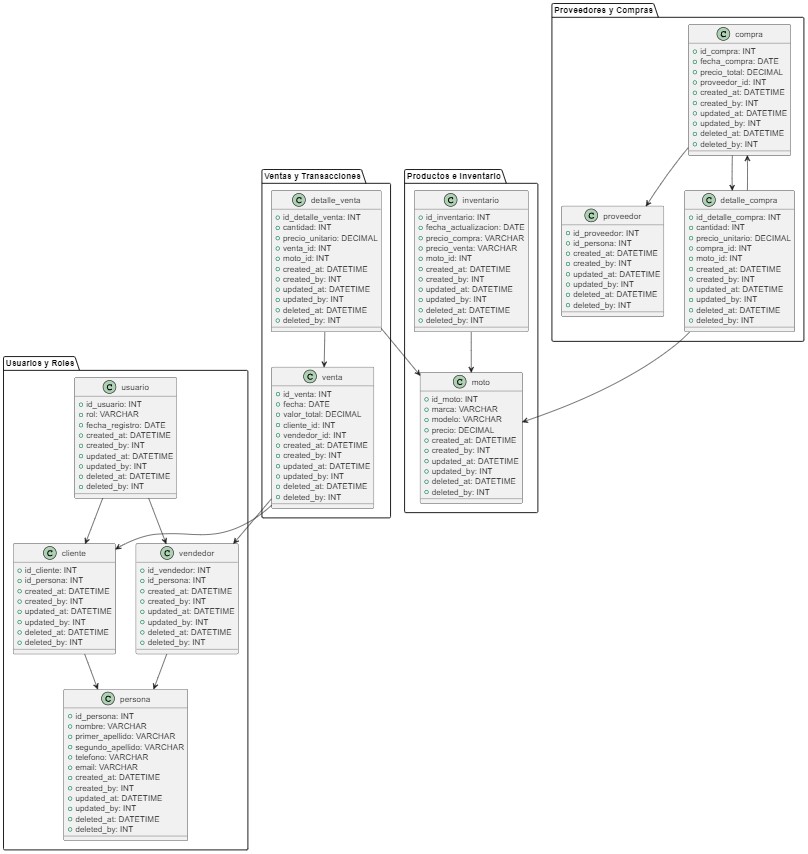 Proveedores y Compras
C compra
id_compra: INT
fecha_compra: DATE
precio_total: DECIMAL
proveedor_id: INT
created_at: DATETIME
created_by: INT
updated_at: DATETIME
updated_by: INT
deleted_at: DATETIME
deleted_by: INT
C proveedor
id_proveedor: INT
id_persona: INT
created_at: DATETIME
created_by: INT
updated_at: DATETIME
updated_by: INT
deleted_at: DATETIME
deleted_by: INT
C detalle_compra
id_detalle_compra: INT
cantidad: INT
precio_unitario: DECIMAL
compra_id: INT
moto_id: INT
created_at: DATETIME
created_by: INT
updated_at: DATETIME
updated_by: INT
deleted_at: DATETIME
deleted_by: INT
Ventas y Transacciones
C detalle_venta
id_detalle_venta: INT
cantidad: INT
precio_unitario: DECIMAL
venta_id: INT
moto_id: INT
created_at: DATETIME
created_by: INT
updated_at: DATETIME
updated_by: INT
deleted_at: DATETIME
deleted_by: INT
C venta
id_venta: INT
fecha: DATE
valor_total: DECIMAL
cliente_id: INT
vendedor_id: INT
created_at: DATETIME
created_by: INT
updated_at: DATETIME
updated_by: INT
deleted_at: DATETIME
deleted_by: INT
Productos e Inventario
C inventario
id_inventario: INT
fecha_actualizacion: DATE
precio_compra: VARCHAR
precio_venta: VARCHAR
moto_id: INT
created_at: DATETIME
created_by: INT
updated_at: DATETIME
updated_by: INT
deleted_at: DATETIME
deleted_by: INT
C moto
id_moto: INT
marca: VARCHAR
modelo: VARCHAR
precio: DECIMAL
created_at: DATETIME
created_by: INT
updated_at: DATETIME
updated_by: INT
deleted_at: DATETIME
deleted_by: INT
Usuarios y Roles
C usuario
id_usuario: INT
rol: VARCHAR
fecha_registro: DATE
created_at: DATETIME
created_by: INT
updated_at: DATETIME
updated_by: INT
deleted_at: DATETIME
deleted_by: INT
C cliente
id_cliente: INT
id_persona: INT
created_at: DATETIME
created_by: INT
updated_at: DATETIME
updated_by: INT
deleted_at: DATETIME
deleted_by: INT
C vendedor
id_vendedor: INT
id_persona: INT
created_at: DATETIME
created_by: INT
updated_at: DATETIME
updated_by: INT
deleted_at: DATETIME
deleted_by: INT
C persona
id_persona: INT
nombre: VARCHAR
primer_apellido: VARCHAR
segundo_apellido: VARCHAR
telefono: VARCHAR
email: VARCHAR
created_at: DATETIME
created_by: INT
updated_at: DATETIME
updated_by: INT
deleted_at: DATETIME
deleted_by: INT